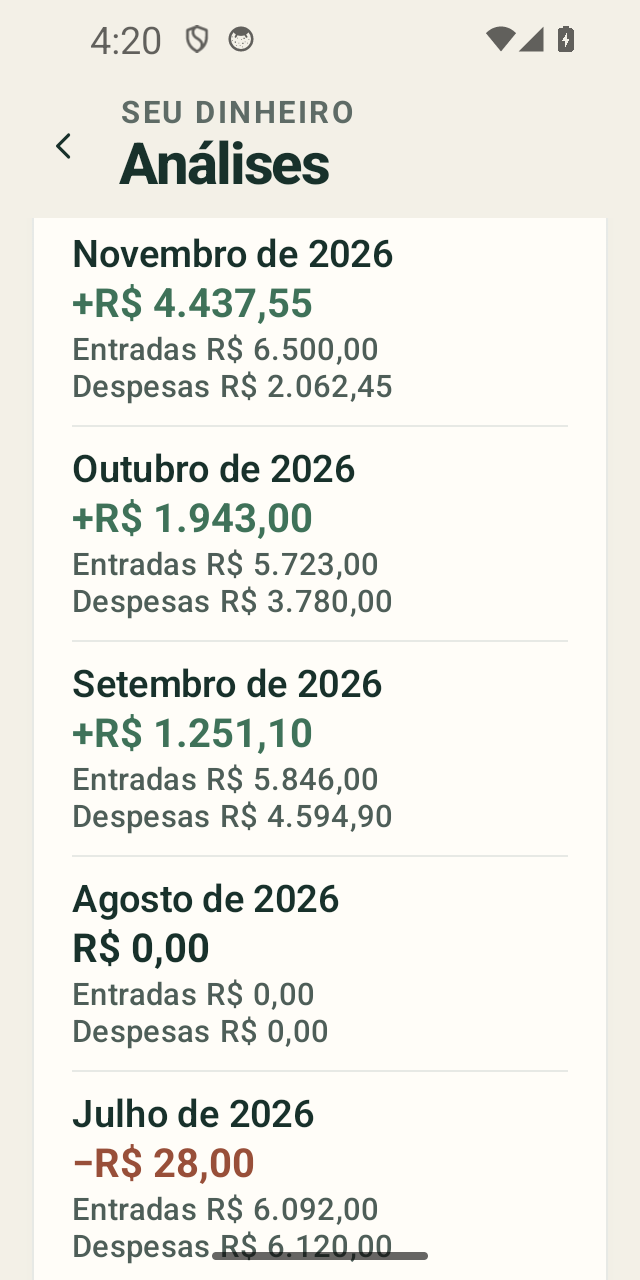 4:20
SEU DINHEIRO
Análises
Novembro de 2026
+R$ 4.437,55
Entradas R$ 6.500,00
Despesas R$ 2.062,45
Outubro de 2026
+R$ 1.943,00
Entradas R$ 5.723,00
Despesas R$ 3.780,00
Setembro de 2026
+R$ 1.251,10
Entradas R$ 5.846,00
Despesas R$ 4.594,90
Agosto de 2026
R$ 0,00
Entradas R$ 0,00
Despesas R$ 0,00
Julho de 2026
−R$ 28,00
Entradas R$ 6.092,00
Despesas R$ 6.120,00